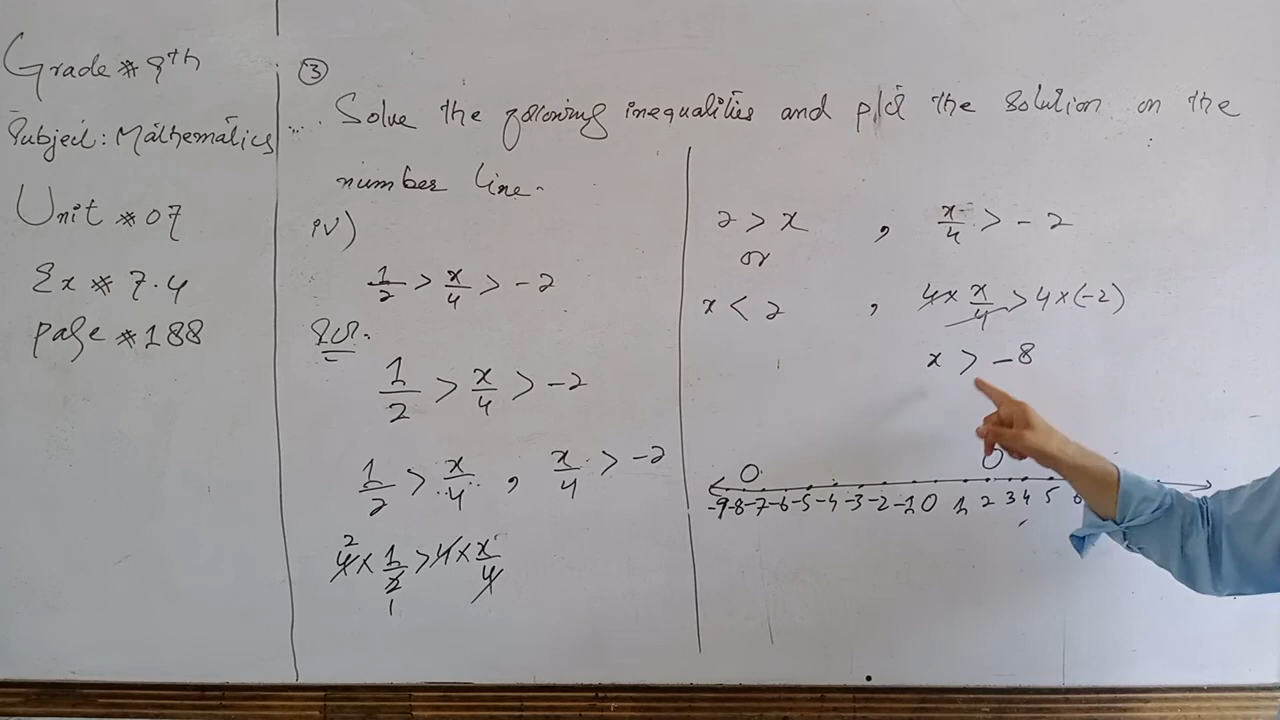 Grade # 9th
Subject: Mathematics
Unit # 07
Ex # 7.4
page # 188
③
Solve the following inequalities and plot the solution on the
number line.
iv)
1/2 > x/4 > -2
Sol.
1/2 > x/4 > -2
1/2 > x/4 , x/4 > -2
4 × 1/2 > 4 × x/4
2
1
2 > x , x/4 > -2
or
x < 2 , 4 × x/4 > 4 × (-2)
x > -8
-9 -8 -7 -6 -5 -4 -3 -2 -1 0 1 2 3 4 5